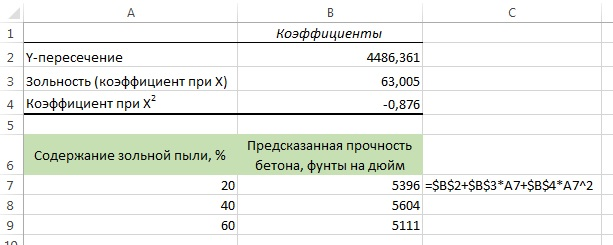 A B C
1 Коэффициенты
2 Y-пересечение 4486,361
3 Зольность (коэффициент при X) 63,005
4 Коэффициент при X² -0,876
5
6 Содержание зольной пыли, % Предсказанная прочность бетона, фунты на дюйм
7 20 5396 =$B$2+$B$3*A7+$B$4*A7^2
8 40 5604
9 60 5111